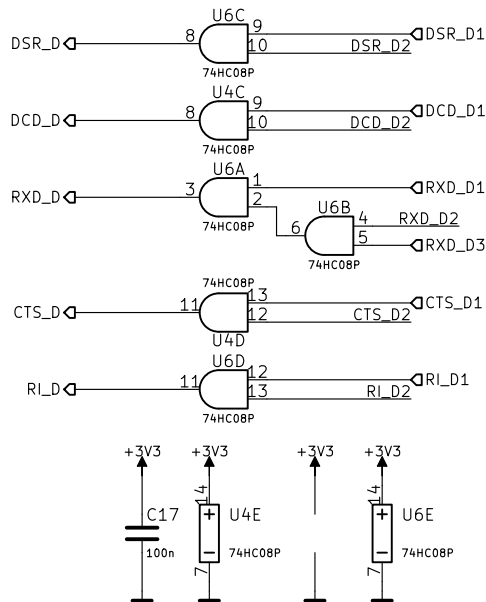 U6C
DSR_D 8 9 DSR_D1
10 DSR_D2
74HC08P
U4C
DCD_D 8 9 DCD_D1
10 DCD_D2
74HC08P
U6A
RXD_D 3 1 RXD_D1
2
U6B
74HC08P
6 4 RXD_D2
5 RXD_D3
74HC08P
74HC08P
CTS_D 11 13 CTS_D1
12 CTS_D2
U4D
U6D
RI_D 11 12 RI_D1
13 RI_D2
74HC08P
+3V3 +3V3 +3V3 +3V3
14 14
C17 + U4E + U6E
100n − 74HC08P − 74HC08P
7 7